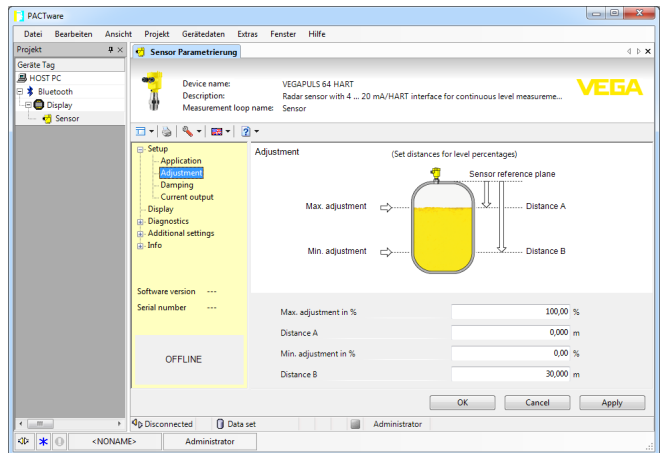 PACTware
Datei Bearbeiten Ansicht Projekt Gerätedaten Extras Fenster Hilfe
Projekt
Geräte Tag
HOST PC
Bluetooth
Display
Sensor
Sensor Parametrierung
Device name: VEGAPULS 64 HART
Description: Radar sensor with 4 ... 20 mA/HART interface for continuous level measureme...
Measurement loop name: Sensor
VEGA
Setup
Application
Adjustment
Damping
Current output
Display
Diagnostics
Additional settings
Info
Software version ---
Serial number ---
OFFLINE
Adjustment
(Set distances for level percentages)
Sensor reference plane
Max. adjustment
Distance A
Min. adjustment
Distance B
Max. adjustment in % 100,00 %
Distance A 0,000 m
Min. adjustment in % 0,00 %
Distance B 30,000 m
OK Cancel Apply
Disconnected Data set Administrator
<NONAME> Administrator